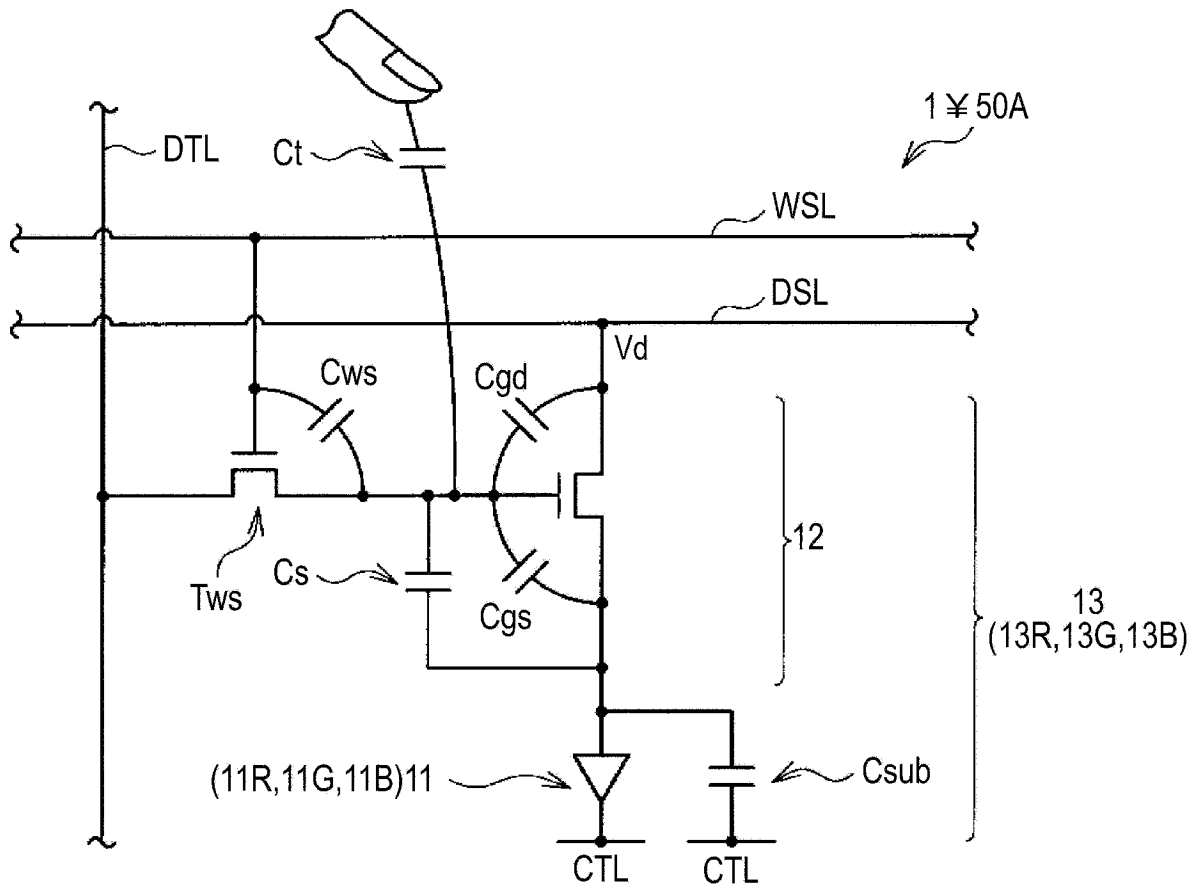 1¥50A
DTL
Ct
WSL
DSL
Vd
Cws
Cgd
12
Tws
Cs
Cgs
13
(13R,13G,13B)
(11R,11G,11B)11
Csub
CTL
CTL